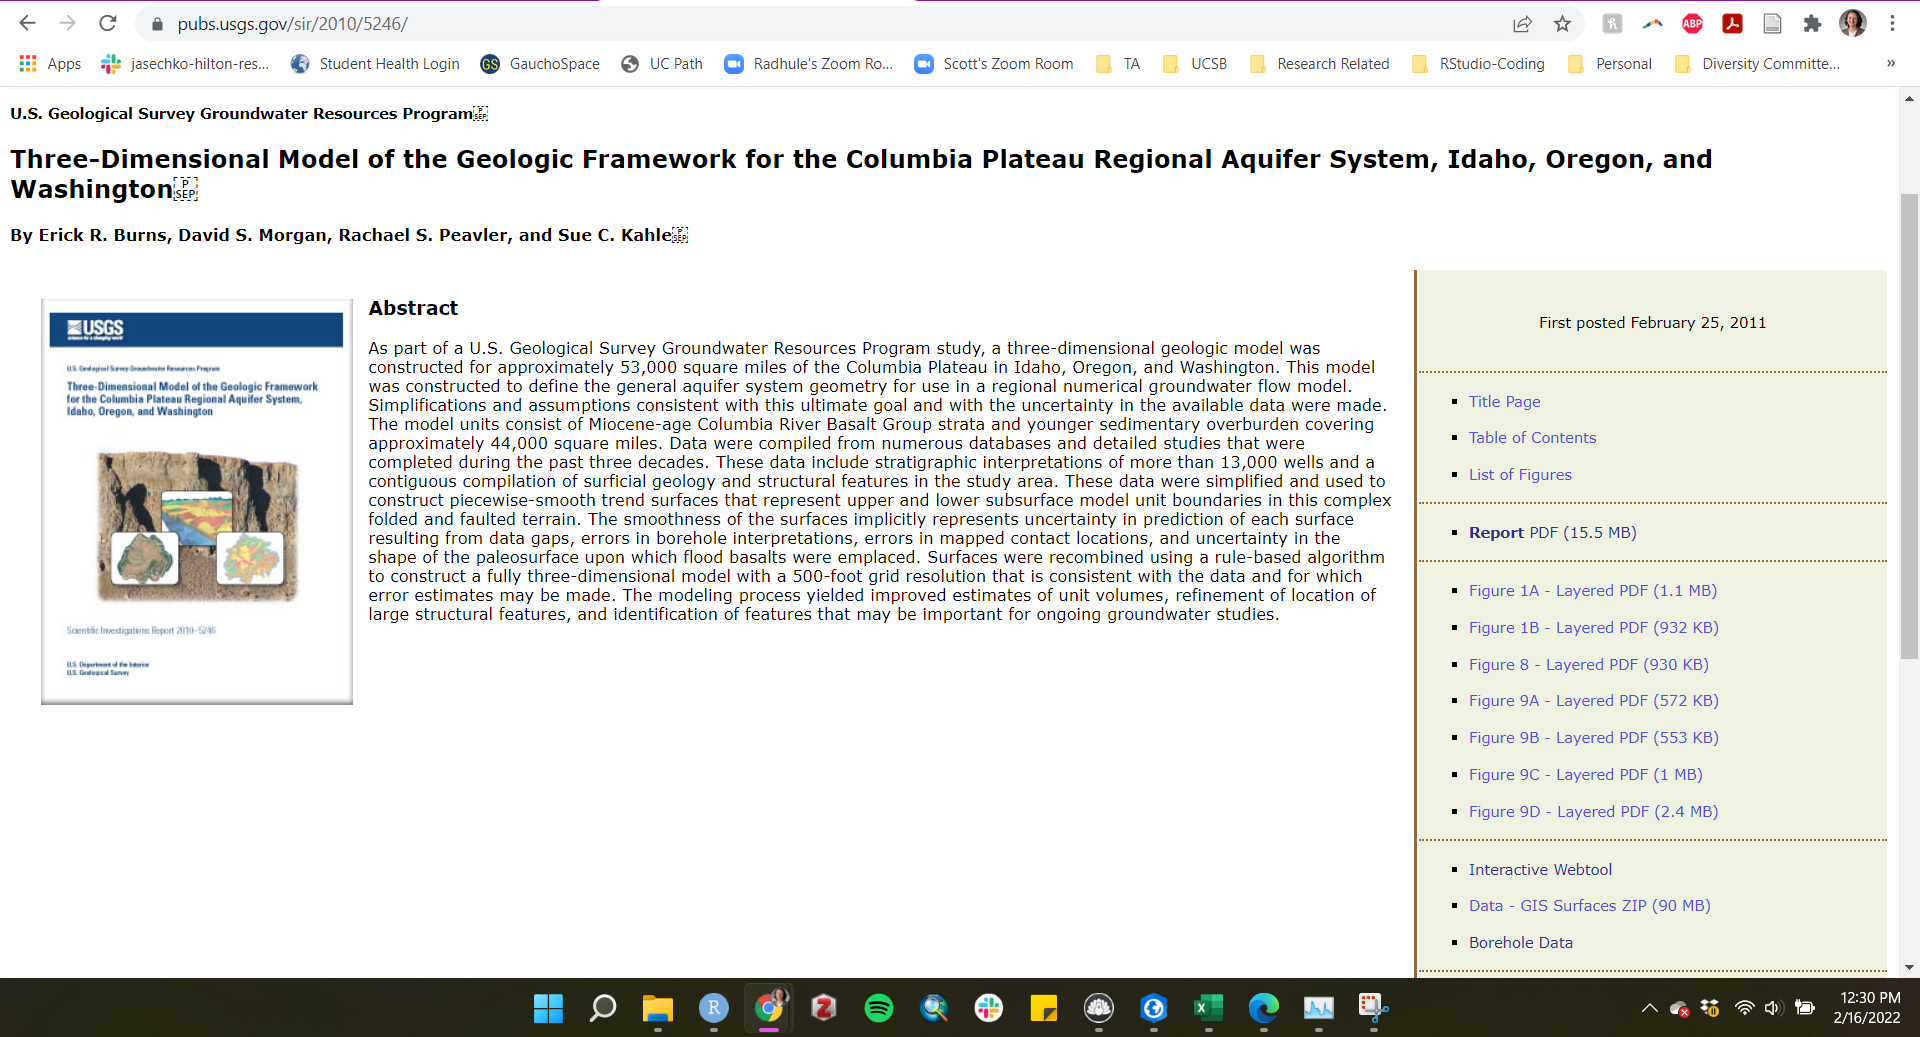 pubs.usgs.gov/sir/2010/5246/
ABP
Apps
jasechko-hilton-res...
Student Health Login
GS
GauchoSpace
UC Path
Radhule's Zoom Ro...
Scott's Zoom Room
TA
UCSB
Research Related
RStudio-Coding
Personal
Diversity Committe...
»
U.S. Geological Survey Groundwater Resources Program
Three-Dimensional Model of the Geologic Framework for the Columbia Plateau Regional Aquifer System, Idaho, Oregon, and
Washington
By Erick R. Burns, David S. Morgan, Rachael S. Peavler, and Sue C. Kahle
USGS
science for a changing world
U.S. Geological Survey Groundwater Resources Program
Three-Dimensional Model of the Geologic Framework
for the Columbia Plateau Regional Aquifer System,
Idaho, Oregon, and Washington
Scientific Investigations Report 2010–5246
U.S. Department of the Interior
U.S. Geological Survey
Abstract
As part of a U.S. Geological Survey Groundwater Resources Program study, a three-dimensional geologic model was
constructed for approximately 53,000 square miles of the Columbia Plateau in Idaho, Oregon, and Washington. This model
was constructed to define the general aquifer system geometry for use in a regional numerical groundwater flow model.
Simplifications and assumptions consistent with this ultimate goal and with the uncertainty in the available data were made.
The model units consist of Miocene-age Columbia River Basalt Group strata and younger sedimentary overburden covering
approximately 44,000 square miles. Data were compiled from numerous databases and detailed studies that were
completed during the past three decades. These data include stratigraphic interpretations of more than 13,000 wells and a
contiguous compilation of surficial geology and structural features in the study area. These data were simplified and used to
construct piecewise-smooth trend surfaces that represent upper and lower subsurface model unit boundaries in this complex
folded and faulted terrain. The smoothness of the surfaces implicitly represents uncertainty in prediction of each surface
resulting from data gaps, errors in borehole interpretations, errors in mapped contact locations, and uncertainty in the
shape of the paleosurface upon which flood basalts were emplaced. Surfaces were recombined using a rule-based algorithm
to construct a fully three-dimensional model with a 500-foot grid resolution that is consistent with the data and for which
error estimates may be made. The modeling process yielded improved estimates of unit volumes, refinement of location of
large structural features, and identification of features that may be important for ongoing groundwater studies.
First posted February 25, 2011
Title Page
Table of Contents
List of Figures
Report PDF (15.5 MB)
Figure 1A - Layered PDF (1.1 MB)
Figure 1B - Layered PDF (932 KB)
Figure 8 - Layered PDF (930 KB)
Figure 9A - Layered PDF (572 KB)
Figure 9B - Layered PDF (553 KB)
Figure 9C - Layered PDF (1 MB)
Figure 9D - Layered PDF (2.4 MB)
Interactive Webtool
Data - GIS Surfaces ZIP (90 MB)
Borehole Data
R
Z
X
12:30 PM
2/16/2022